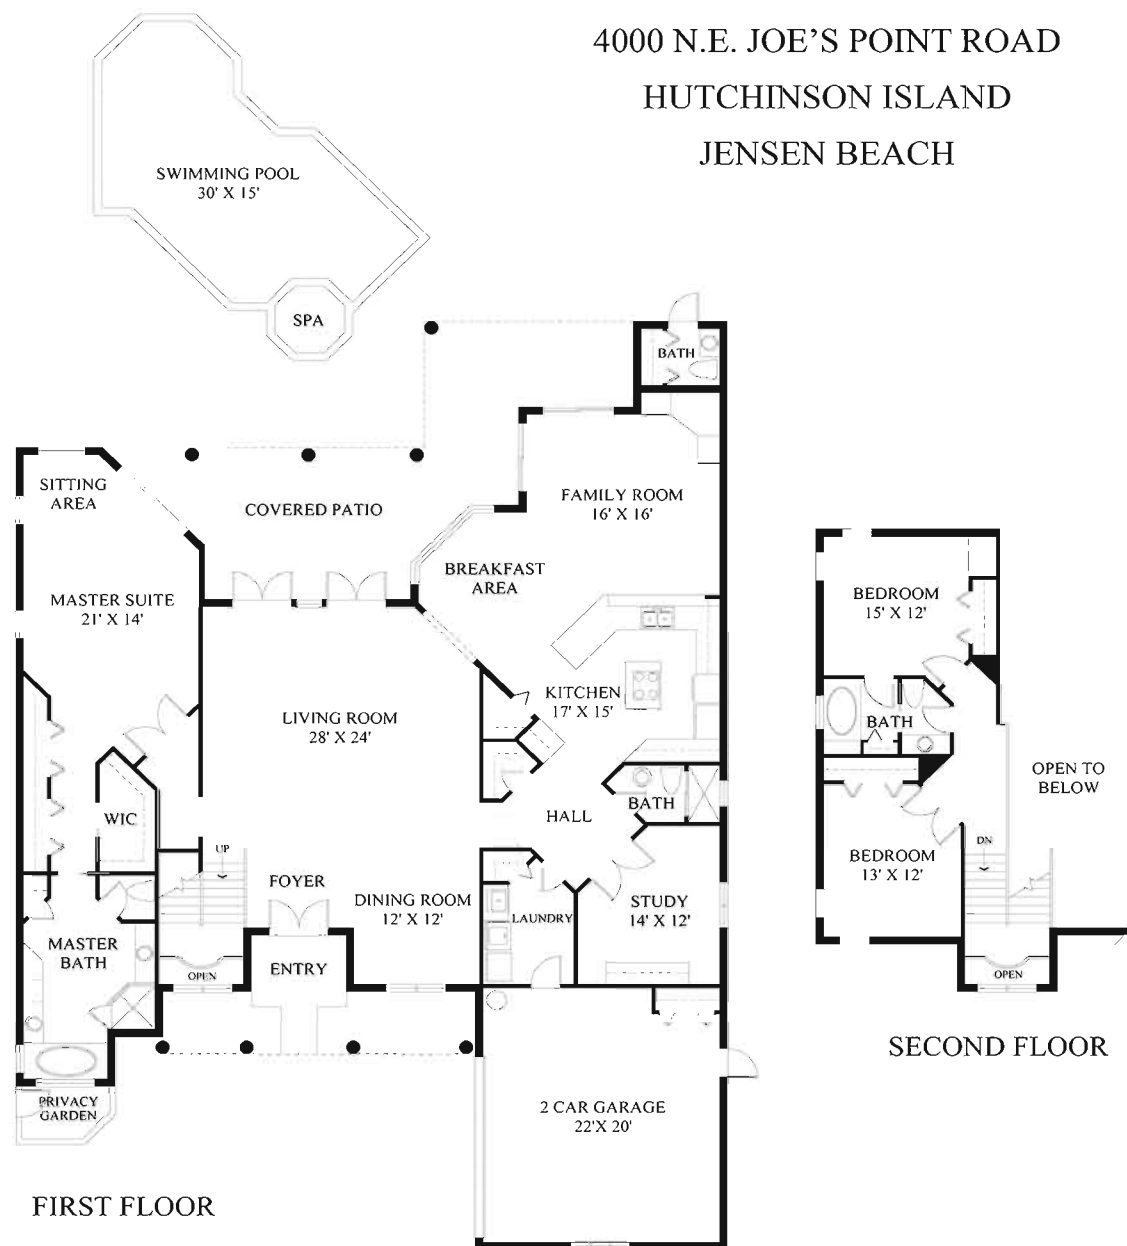 4000 N.E. JOE'S POINT ROAD
HUTCHINSON ISLAND
JENSEN BEACH
SWIMMING POOL
30' X 15'
SPA
BATH
SITTING
AREA
COVERED PATIO
FAMILY ROOM
16' X 16'
BREAKFAST
AREA
MASTER SUITE
21' X 14'
LIVING ROOM
28' X 24'
KITCHEN
17' X 15'
WIC
HALL
BATH
UP
FOYER
DINING ROOM
12' X 12'
LAUNDRY
STUDY
14' X 12'
MASTER
BATH
OPEN
ENTRY
PRIVACY
GARDEN
2 CAR GARAGE
22'X 20'
FIRST FLOOR
BEDROOM
15' X 12'
BATH
OPEN TO
BELOW
BEDROOM
13' X 12'
DN
OPEN
SECOND FLOOR